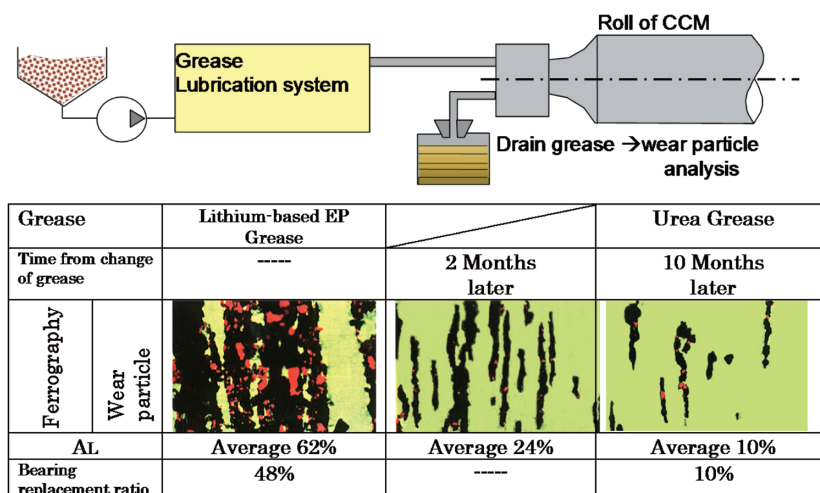 Roll of CCM
Grease
Lubrication system
Drain grease →wear particle
analysis
Grease
Lithium-based EP
Grease
Urea Grease
Time from change
of grease
-----
2 Months
later
10 Months
later
Ferrography
Wear
particle
AL
Average 62%
Average 24%
Average 10%
Bearing
replacement ratio
48%
-----
10%